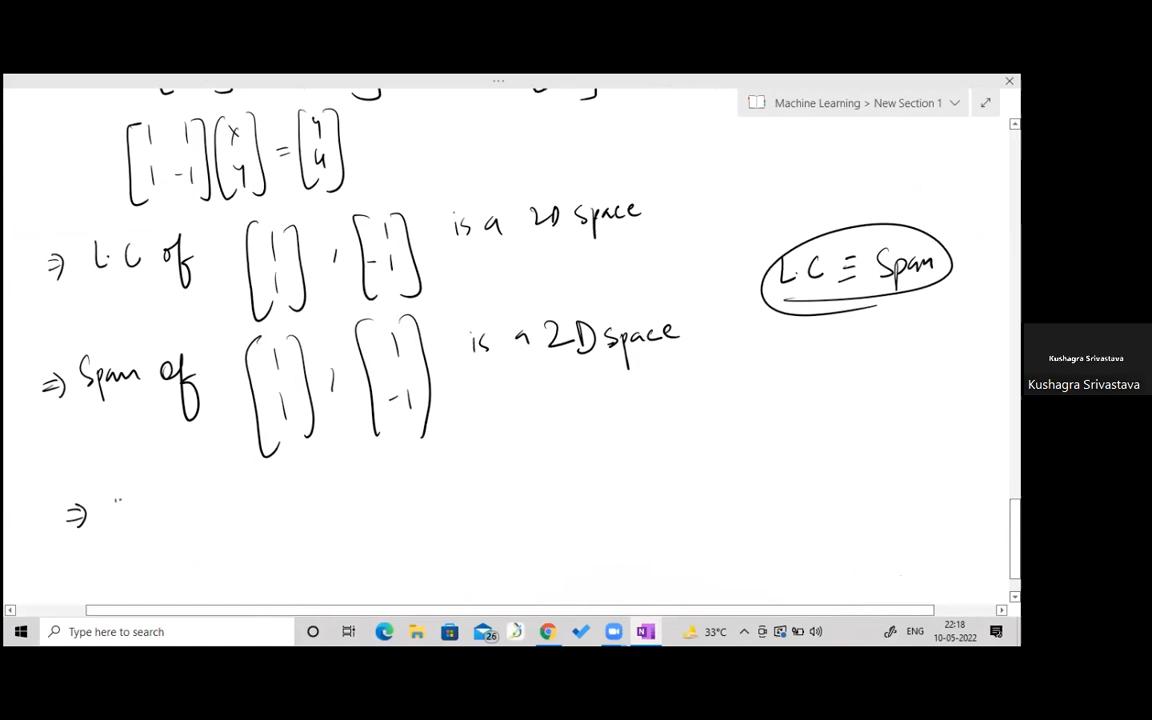 Machine Learning > New Section 1
[1 1
1 -1] [x
y] = [4
4]
⇒ L.C of [1
1] , [1
-1] is a 2D space
L.C ≡ Span
⇒ Span of [1
1] , [1
-1] is a 2D space
⇒
Kushagra Srivastava
Kushagra Srivastava
Type here to search
26
33°C
ENG
22:18
10-05-2022